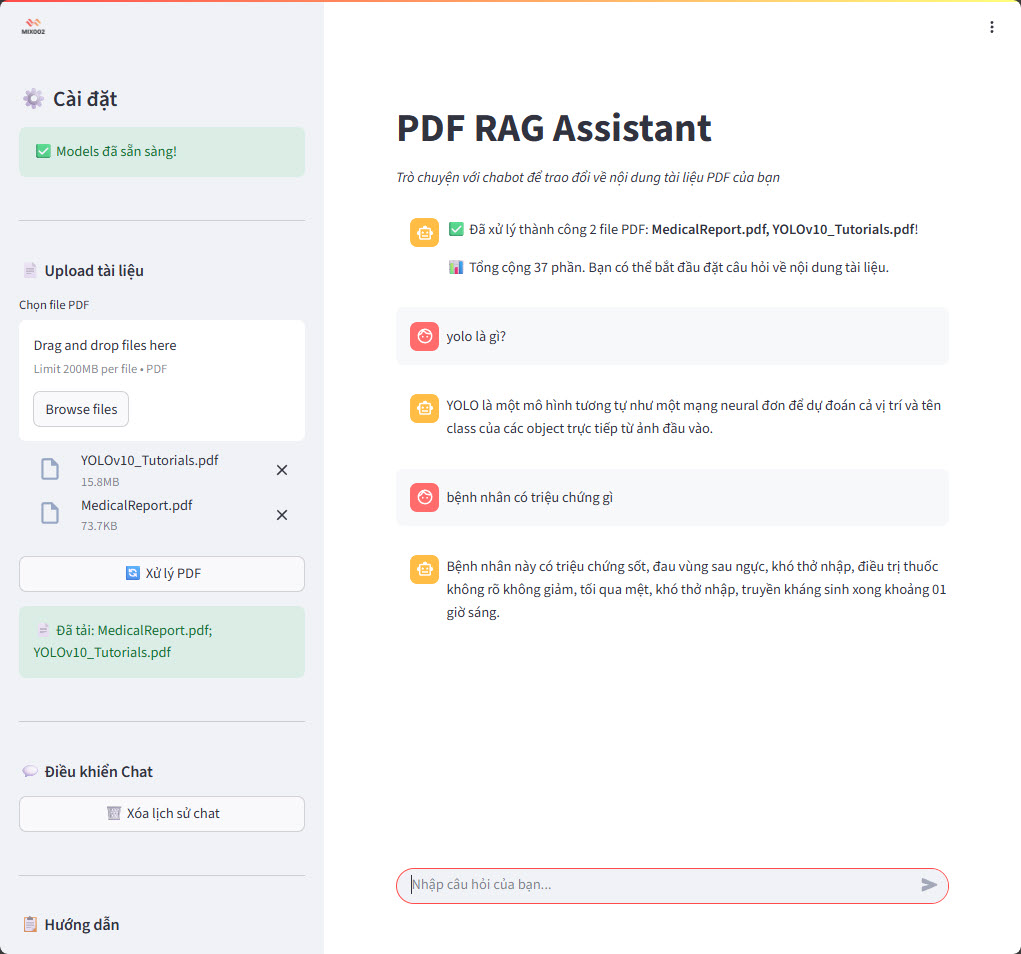 MIX002
Cài đặt
Models đã sẵn sàng!
Upload tài liệu
Chọn file PDF
Drag and drop files here
Limit 200MB per file • PDF
Browse files
YOLOv10_Tutorials.pdf
15.8MB
MedicalReport.pdf
73.7KB
Xử lý PDF
Đã tải: MedicalReport.pdf;
YOLOv10_Tutorials.pdf
Điều khiển Chat
Xóa lịch sử chat
Hướng dẫn
PDF RAG Assistant
Trò chuyện với chabot để trao đổi về nội dung tài liệu PDF của bạn
Đã xử lý thành công 2 file PDF: MedicalReport.pdf, YOLOv10_Tutorials.pdf!
Tổng cộng 37 phần. Bạn có thể bắt đầu đặt câu hỏi về nội dung tài liệu.
yolo là gì?
YOLO là một mô hình tương tự như một mạng neural đơn để dự đoán cả vị trí và tên
class của các object trực tiếp từ ảnh đầu vào.
bệnh nhân có triệu chứng gì
Bệnh nhân này có triệu chứng sốt, đau vùng sau ngực, khó thở nhập, điều trị thuốc
không rõ không giảm, tối qua mệt, khó thở nhập, truyền kháng sinh xong khoảng 01
giờ sáng.
Nhập câu hỏi của bạn...